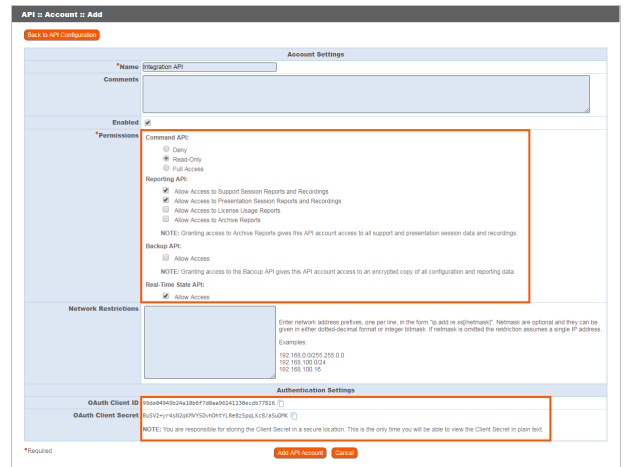 API :: Account :: Add
Back to API Configuration
Account Settings
*Name Integration API
Comments
Enabled
*Permissions
Command API:
Deny
Read-Only
Full Access
Reporting API:
Allow Access to Support Session Reports and Recordings
Allow Access to Presentation Session Reports and Recordings
Allow Access to License Usage Reports
Allow Access to Archive Reports
NOTE: Granting access to Archive Reports gives this API account access to all support and presentation session data and recordings.
Backup API:
Allow Access
NOTE: Granting access to the Backup API gives this API account access to an encrypted copy of all configuration and reporting data.
Real-Time State API:
Allow Access
Network Restrictions
Enter network address prefixes, one per line, in the form "ip.add.re.ss[/netmask]". Netmask are optional and they can be
given in either dotted-decimal format or integer bitmask. If netmask is omitted the restriction assumes a single IP address.
Examples:
192.168.0.0/255.255.0.0
192.168.100.0/24
192.168.100.16
Authentication Settings
OAuth Client ID
OAuth Client Secret
NOTE: You are responsible for storing the Client Secret in a secure location. This is the only time you will be able to view the Client Secret in plain text.
*Required
Add API Account
Cancel